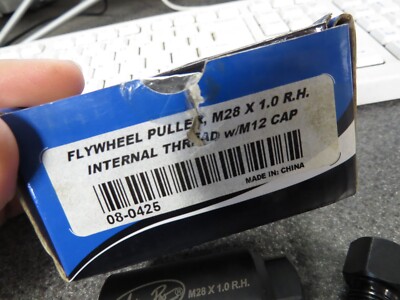 FLYWHEEL PULLER, M28 X 1.0 R.H.
INTERNAL THREAD w/M12 CAP
08-0425
MADE IN: CHINA
M28 X 1.0 R.H.